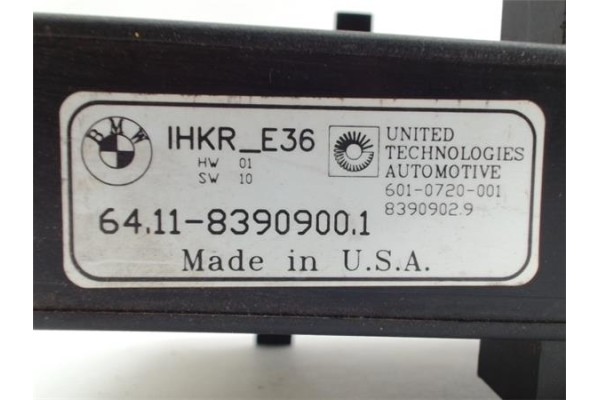 BMW
IHKR_E36
HW 01
SW 10
UNITED
TECHNOLOGIES
AUTOMOTIVE
601-0720-001
8390902.9
64.11-8390900.1
Made in U.S.A.